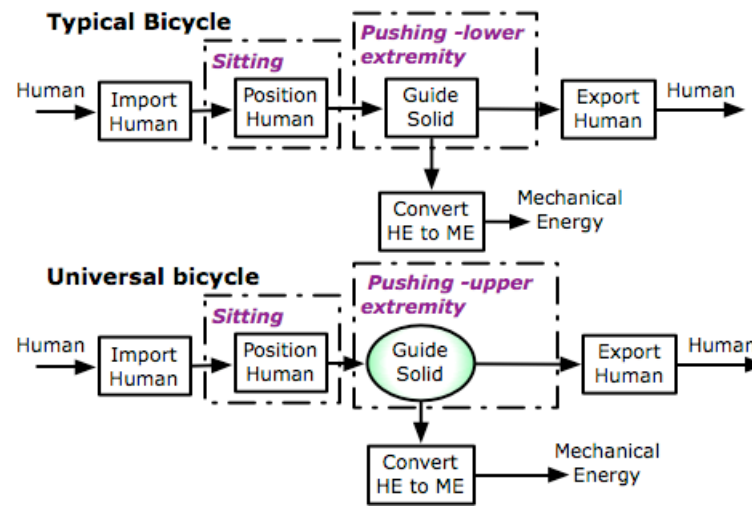 Typical Bicycle
Pushing -lower
extremity
Sitting
Human
Import
Human
Position
Human
Guide
Solid
Export
Human
Human
Convert
HE to ME
Mechanical
Energy
Universal bicycle
Pushing -upper
extremity
Sitting
Human
Import
Human
Position
Human
Guide
Solid
Export
Human
Human
Convert
HE to ME
Mechanical
Energy